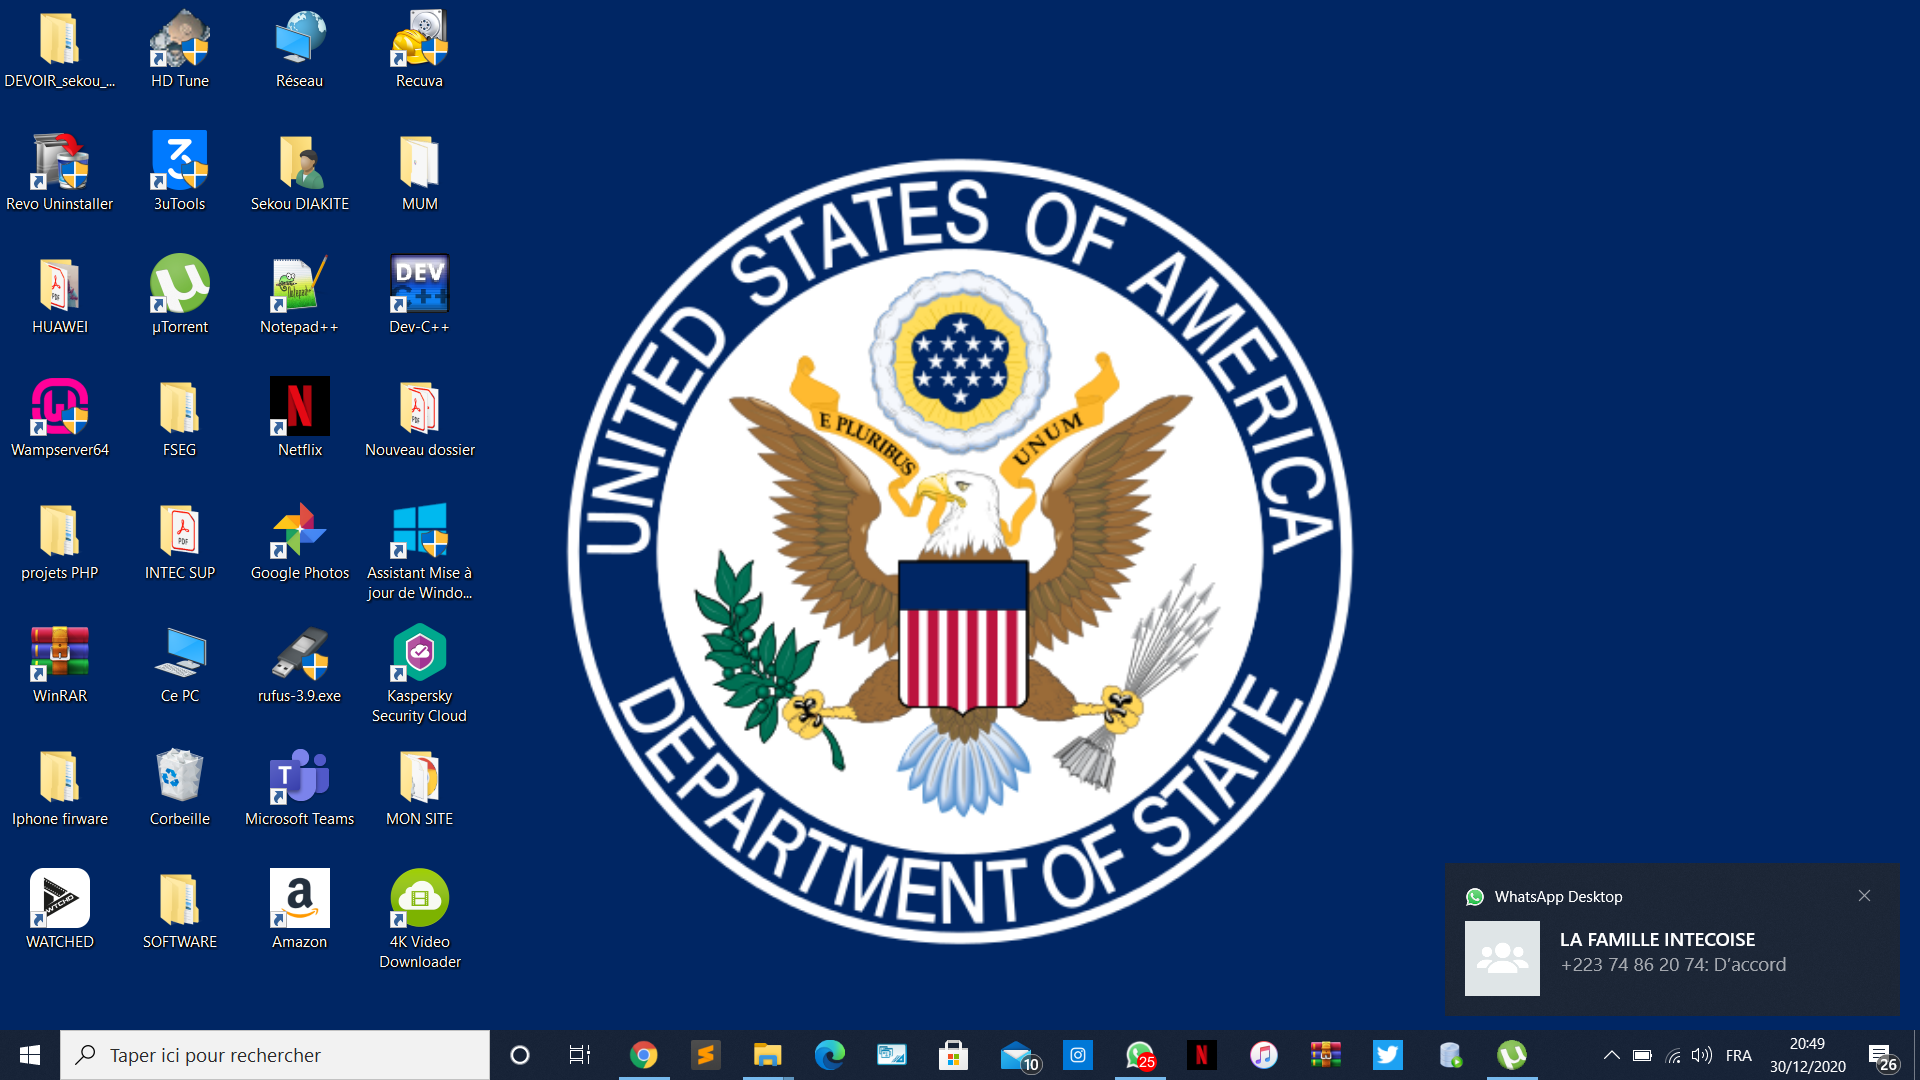 DEVOIR_sekou_...
HD Tune
Réseau
Recuva
Revo Uninstaller
3uTools
Sekou DIAKITE
MUM
HUAWEI
µTorrent
Notepad++
Dev-C++
Wampserver64
FSEG
Netflix
Nouveau dossier
projets PHP
INTEC SUP
Google Photos
Assistant Mise à
jour de Windo...
WinRAR
Ce PC
rufus-3.9.exe
Kaspersky
Security Cloud
Iphone firware
Corbeille
Microsoft Teams
MON SITE
WATCHED
SOFTWARE
Amazon
4K Video
Downloader
UNITED STATES OF AMERICA
E PLURIBUS UNUM
DEPARTMENT OF STATE
WhatsApp Desktop
LA FAMILLE INTECOISE
+223 74 86 20 74: D’accord
Taper ici pour rechercher
10
25
FRA
20:49
30/12/2020
26